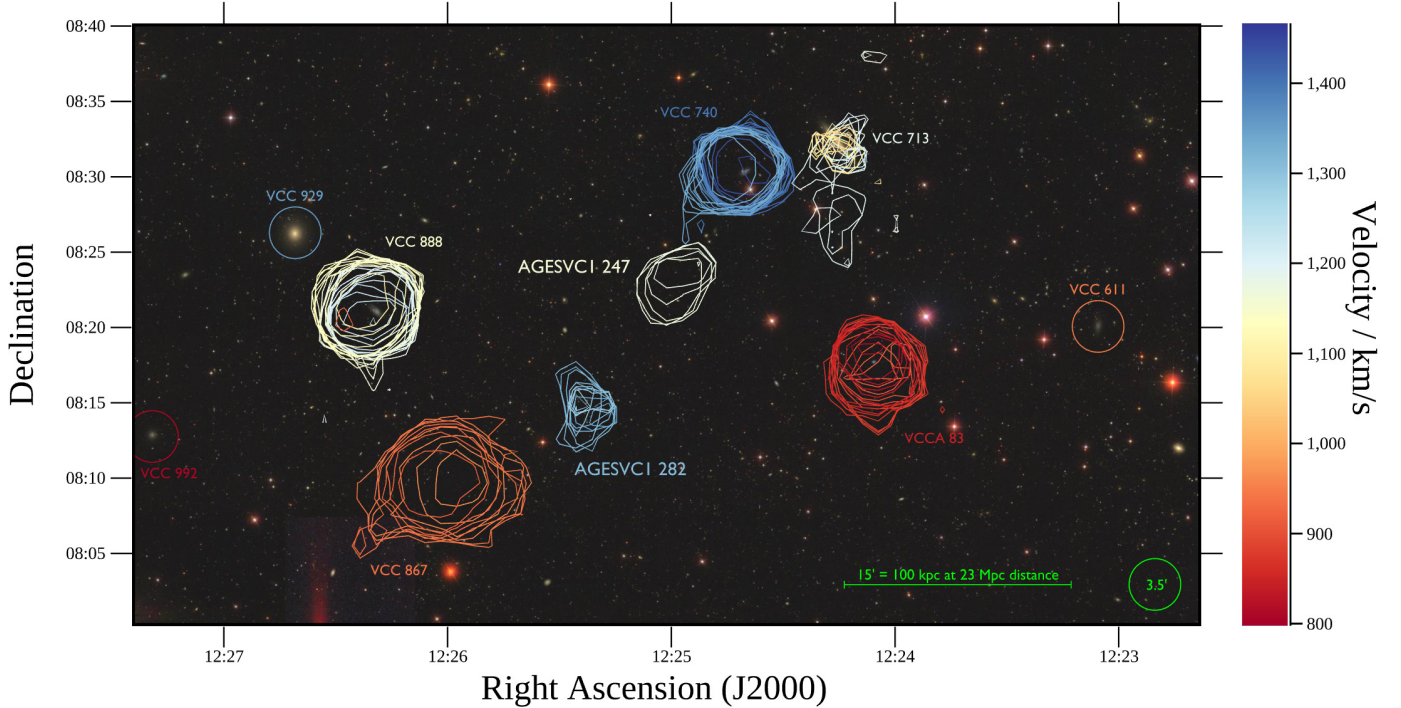 08:40
08:35
08:30
08:25
08:20
08:15
08:10
08:05
Declination
VCC 740
VCC 713
VCC 929
VCC 888
AGESVC1 247
VCC 611
VCC 992
AGESVC1 282
VCCA 83
VCC 867
15' = 100 kpc at 23 Mpc distance
3.5'
12:27
12:26
12:25
12:24
12:23
Right Ascension (J2000)
1,400
1,300
1,200
1,100
1,000
900
800
Velocity / km/s